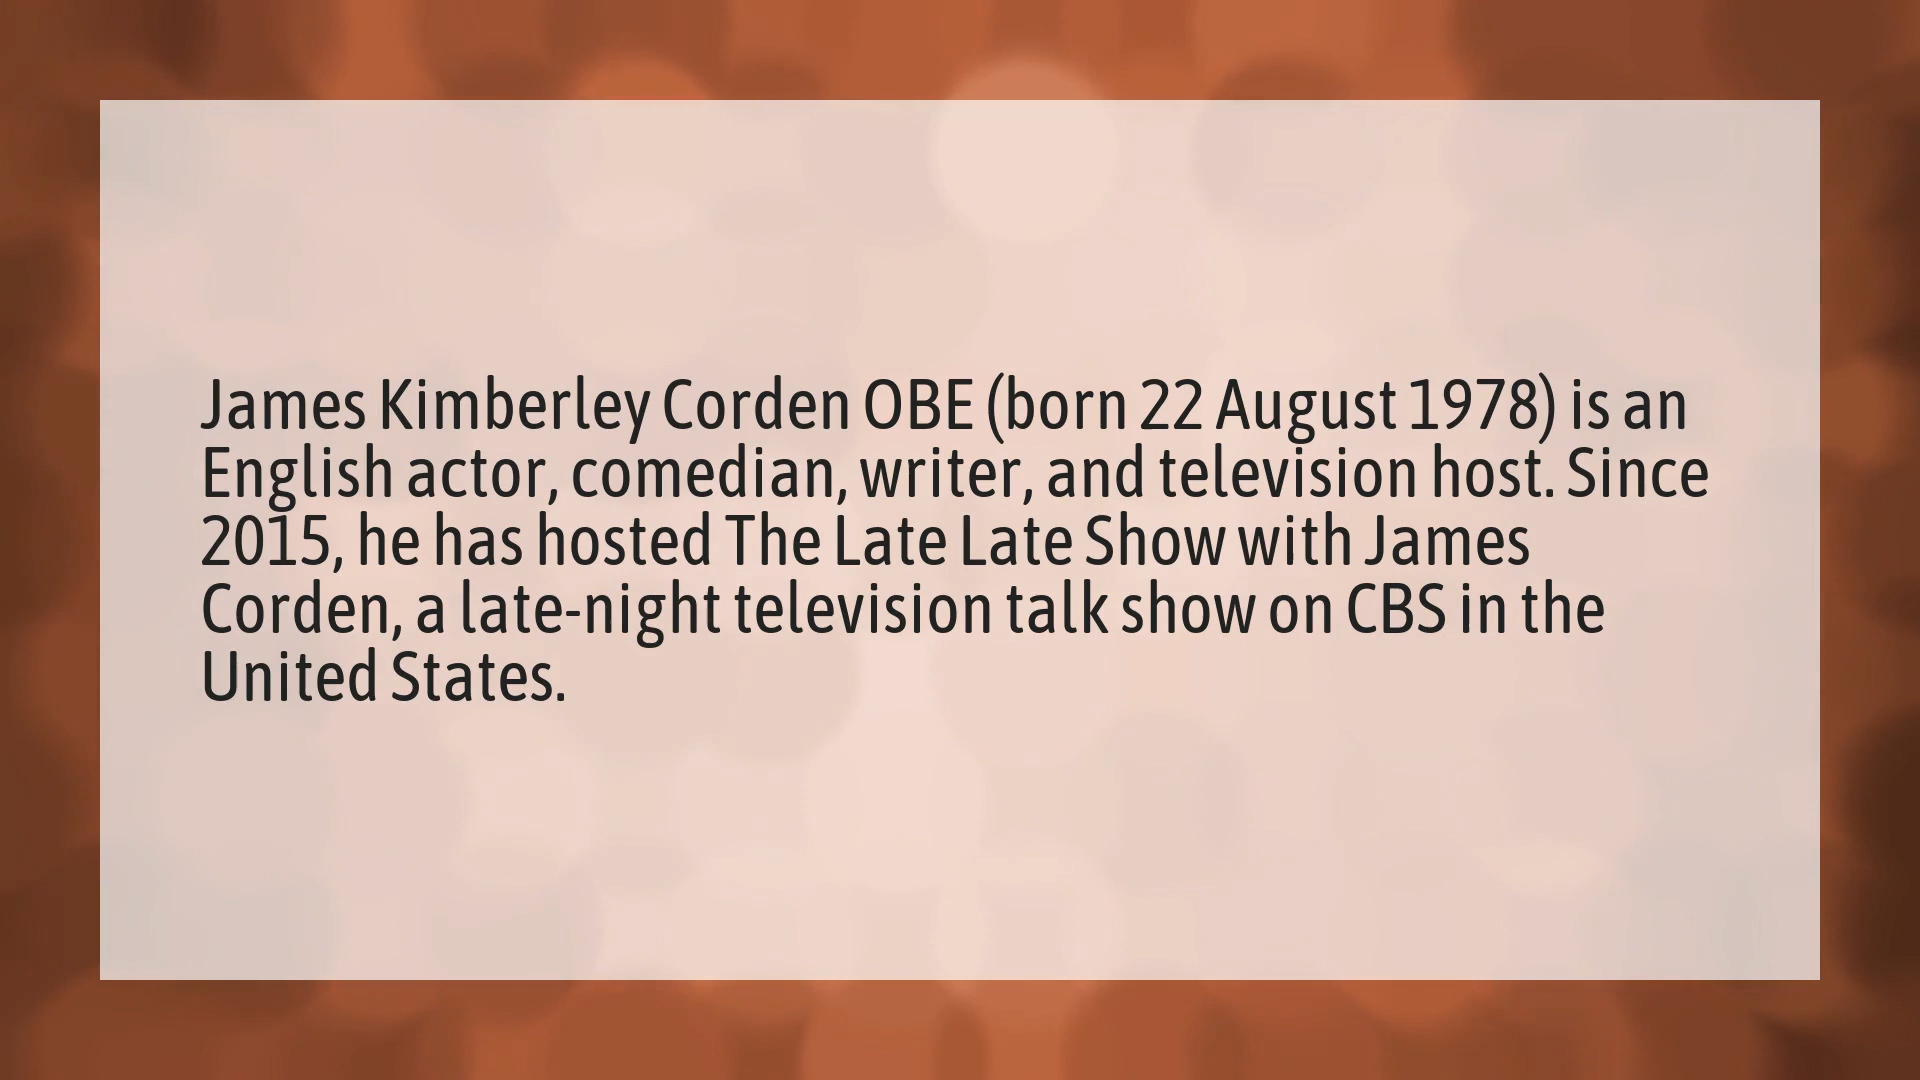 James Kimberley Corden OBE (born 22 August 1978) is an
English actor, comedian, writer, and television host. Since
2015, he has hosted The Late Late Show with James
Corden, a late-night television talk show on CBS in the
United States.